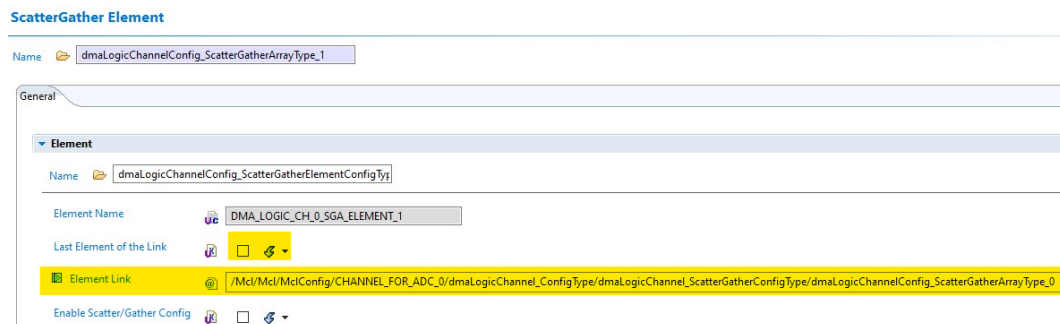 ScatterGather Element
Name dmaLogicChannelConfig_ScatterGatherArrayType_1
General
Element
Name dmaLogicChannelConfig_ScatterGatherElementConfigTyp
Element Name DMA_LOGIC_CH_0_SGA_ELEMENT_1
Last Element of the Link
Element Link @ /Mcl/Mcl/MclConfig/CHANNEL_FOR_ADC_0/dmaLogicChannel_ConfigType/dmaLogicChannel_ScatterGatherConfigType/dmaLogicChannelConfig_ScatterGatherArrayType_0
Enable Scatter/Gather Config